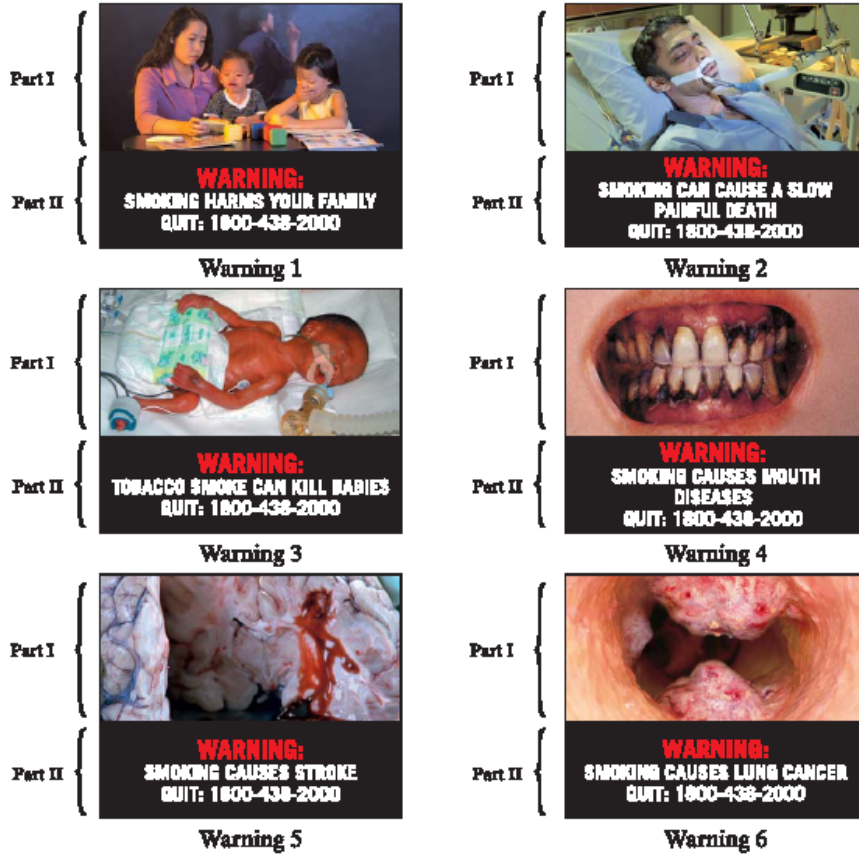 Part I
Part I
WARNING:
SMOKING HARMS YOUR FAMILY
QUIT: 1800-438-2000
Part II
WARNING:
SMOKING CAN CAUSE A SLOW
PAINFUL DEATH
QUIT: 1800-438-2000
Part II
Warning 1
Warning 2
Part I
Part I
WARNING:
TOBACCO SMOKE CAN KILL BABIES
QUIT: 1800-438-2000
Part II
WARNING:
SMOKING CAUSES MOUTH
DISEASES
QUIT: 1800-438-2000
Part II
Warning 3
Warning 4
Part I
Part I
WARNING:
SMOKING CAUSES STROKE
QUIT: 1800-438-2000
Part II
WARNING:
SMOKING CAUSES LUNG CANCER
QUIT: 1800-438-2000
Part II
Warning 5
Warning 6